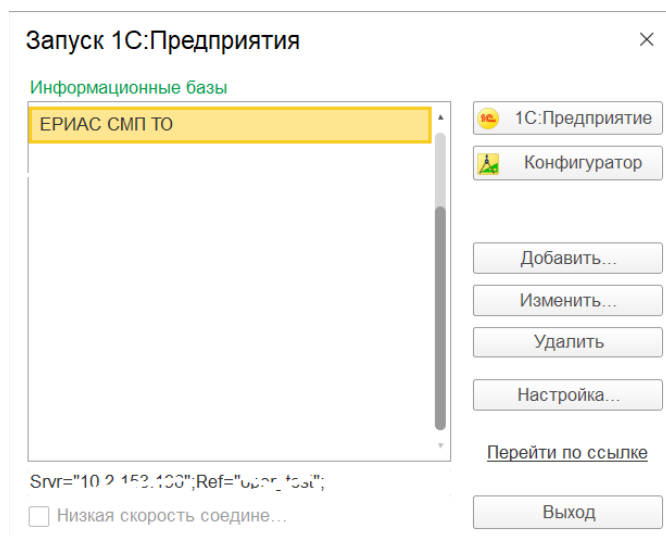 Запуск 1С:Предприятия
Информационные базы
ЕРИАС СМП ТО
1С:Предприятие
Конфигуратор
Добавить...
Изменить...
Удалить
Настройка...
Перейти по ссылке
Srvr=
Низкая скорость соедине...
Выход